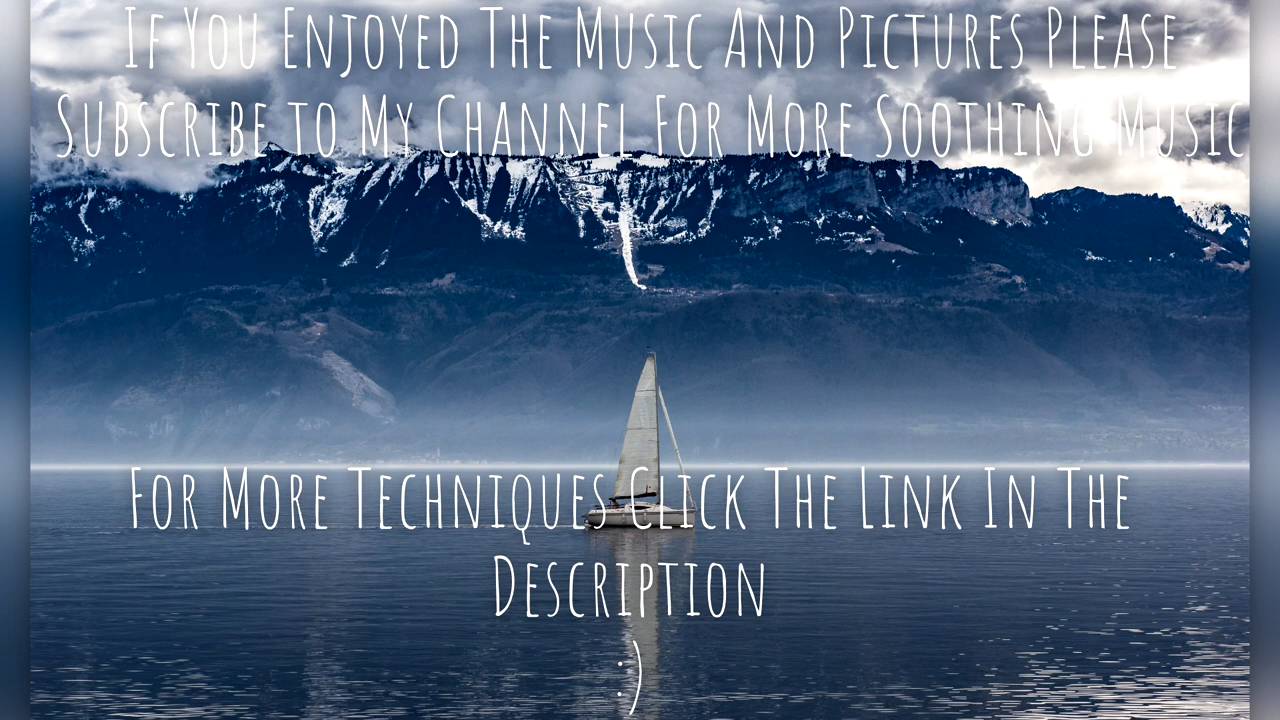 If You Enjoyed The Music And Pictures Please
Subscribe to My Channel For More Soothing Music
For More Techniques Click The Link In The
Description
:)